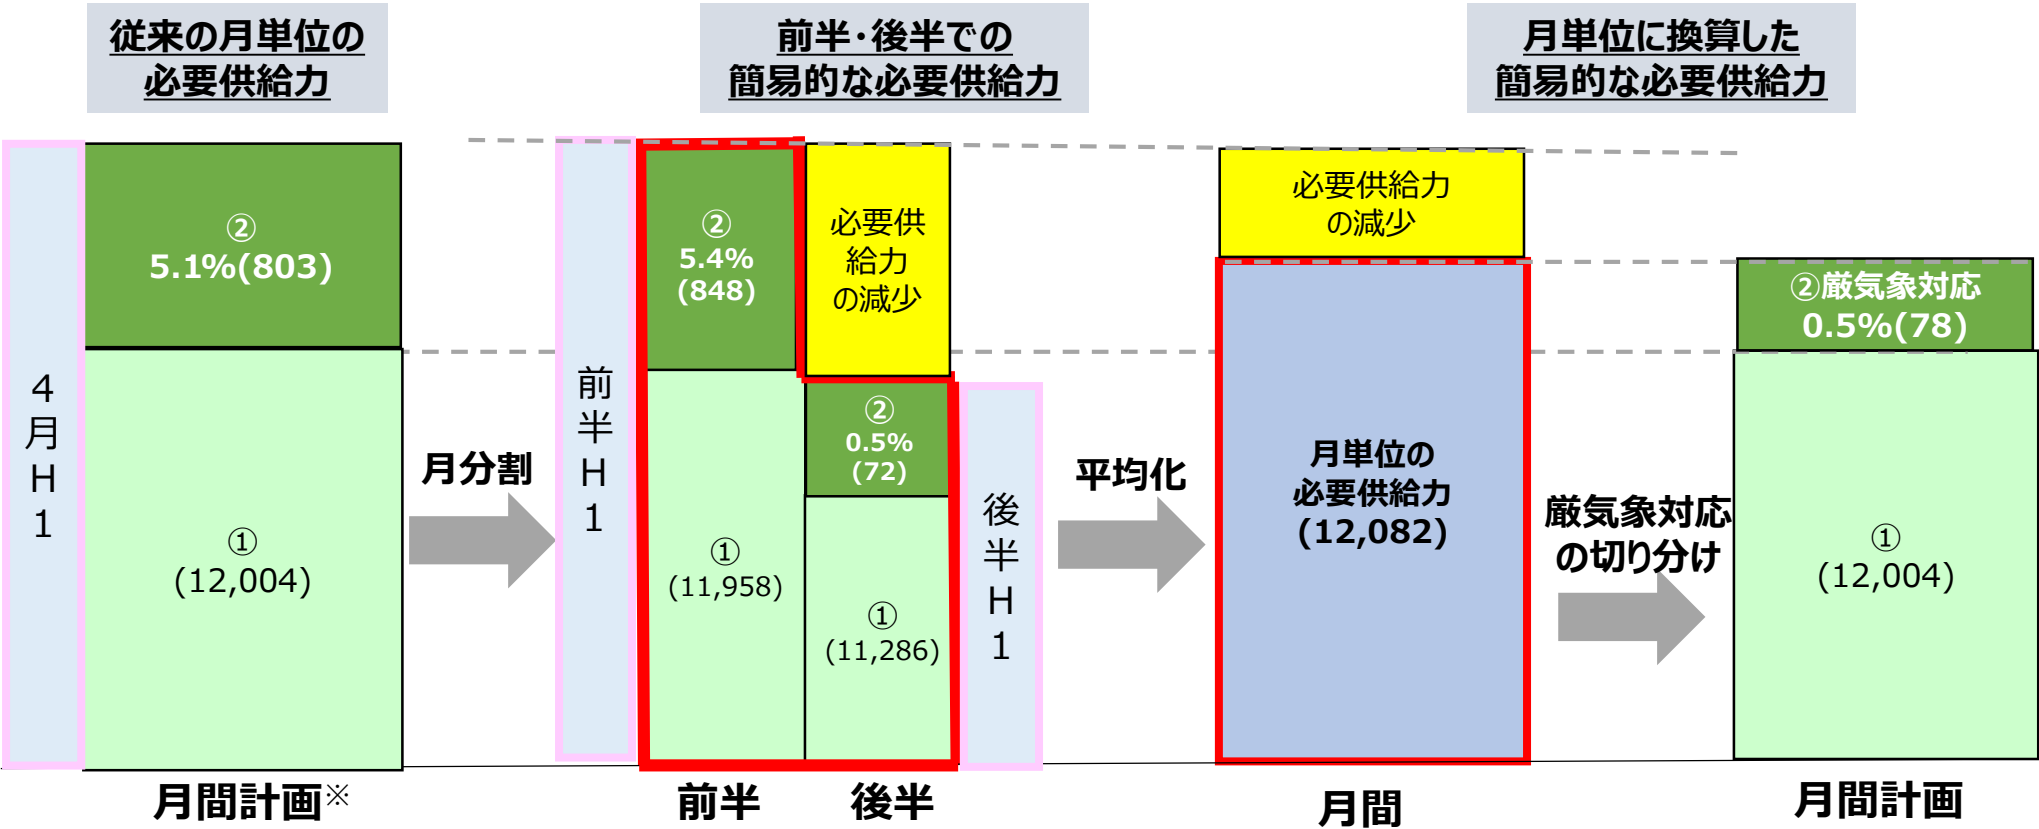 従来の月単位の
必要供給力
前半・後半での
簡易的な必要供給力
月単位に換算した
簡易的な必要供給力
4月H1
②
5.1%(803)
①
(12,004)
月間計画※
月分割
前半H1
②
5.4%
(848)
①
(11,958)
前半
必要供
給力
の減少
②
0.5%
(72)
①
(11,286)
後半
後半H1
平均化
必要供給力
の減少
月単位の
必要供給力
(12,082)
月間
厳気象対応
の切り分け
②厳気象対応
0.5%(78)
①
(12,004)
月間計画